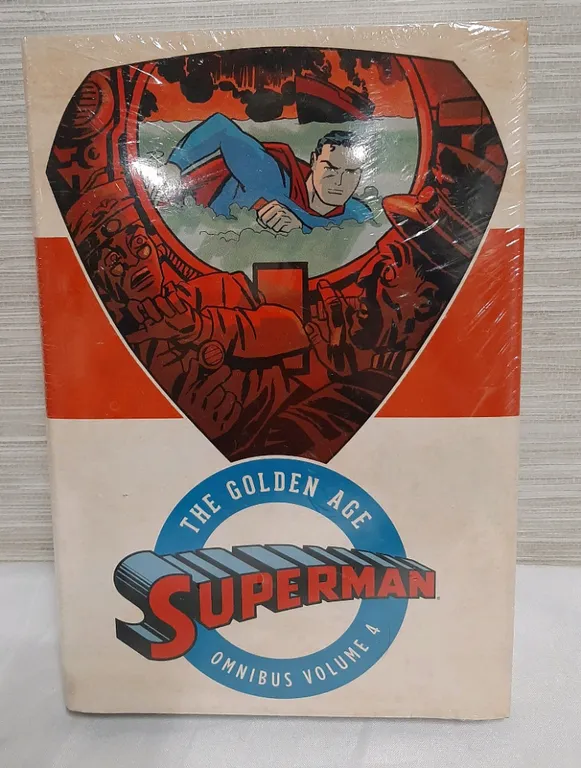 THE GOLDEN AGE
SUPERMAN
OMNIBUS VOLUME 4